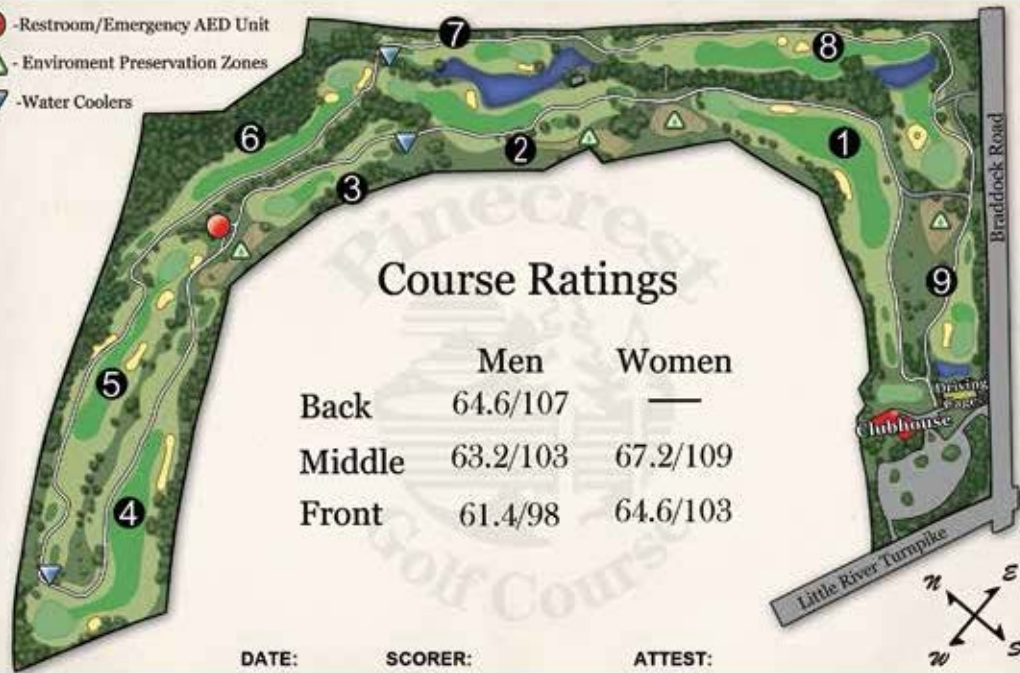 -Restroom/Emergency AED Unit
- Enviroment Preservation Zones
-Water Coolers
7
8
6
1
2
3
Braddock Road
Pinecrest
Course Ratings
9
Men Women
5
Back 64.6/107 —
Driving
Cages
Clubhouse
Middle 63.2/103 67.2/109
4
Front 61.4/98 64.6/103
Golf Course
Little River Turnpike
N E
W S
DATE: SCORER: ATTEST: